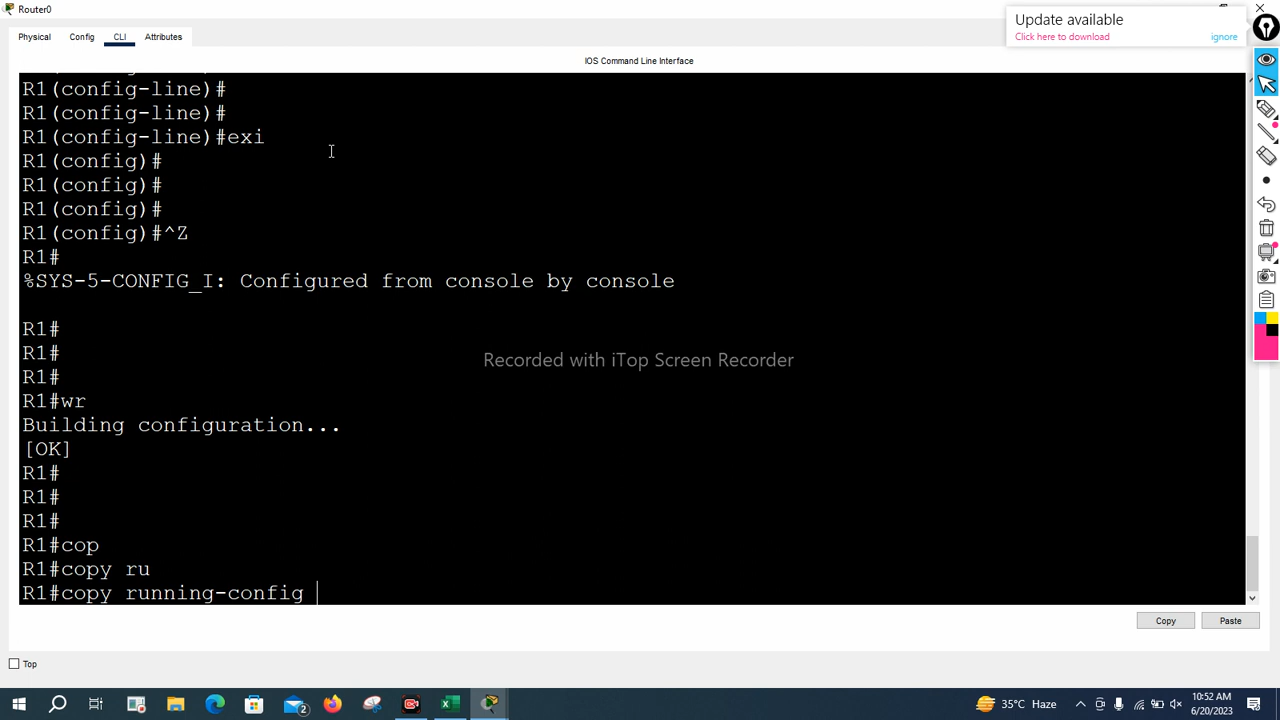 Router0
Update available
Click here to download
ignore
Physical
Config
CLI
Attributes
IOS Command Line Interface
R1(config-line)#
R1(config-line)#
R1(config-line)#exi
R1(config)#
R1(config)#
R1(config)#
R1(config)#^Z
R1#
%SYS-5-CONFIG_I: Configured from console by console
R1#
R1#
R1#
Recorded with iTop Screen Recorder
R1#wr
Building configuration...
[OK]
R1#
R1#
R1#
R1#cop
R1#copy ru
R1#copy running-config
Copy
Paste
Top
2
35°C Haze
10:52 AM
6/20/2023